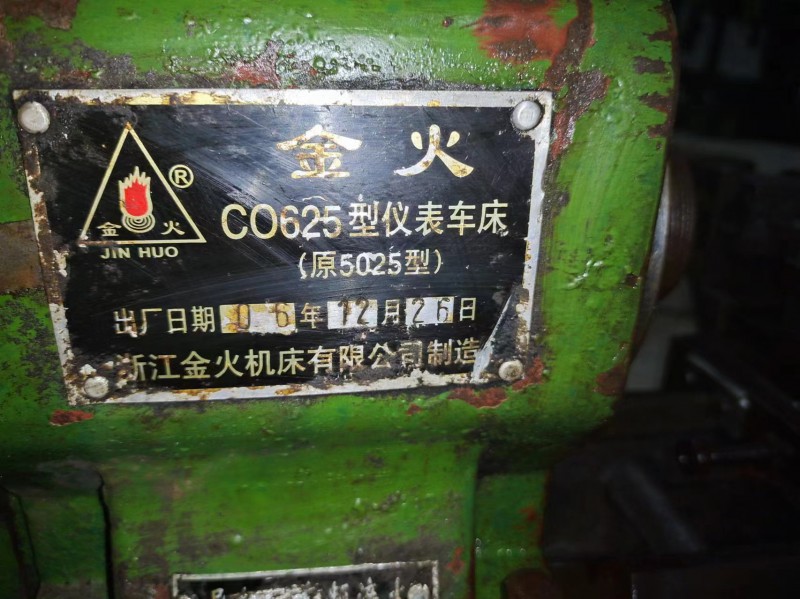 金火
®
金火
JIN HUO
CO625型仪表车床
(原5025型)
出厂日期06年12月26日
浙江金火机床有限公司制造